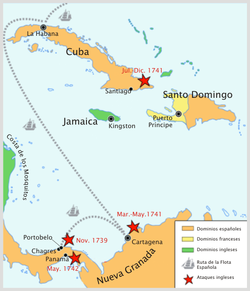 La Habana
Cuba
Jul-Dic. 1741
Santiago
Santo Domingo
Jamaica
Kingston
Puerto
Príncipe
Costa de los
Mosquitos
Mar.-May.1741
Portobelo
Nov. 1739
Cartagena
Chagres
Panamá
May. 1742
Nueva Granada
Dominios españoles
Dominios franceses
Dominios ingleses
Ruta de la Flota
Española
Ataques ingleses